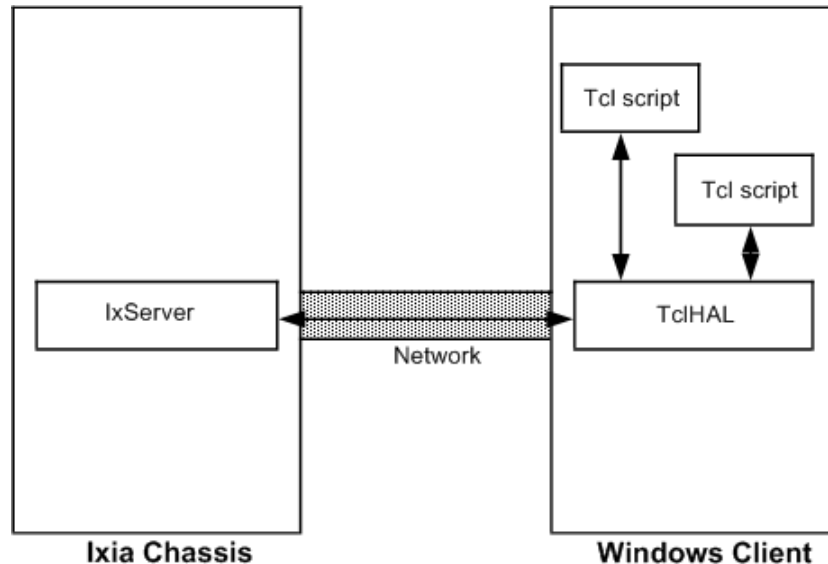 Tcl script
Tcl script
IxServer
TclHAL
Network
Ixia Chassis
Windows Client